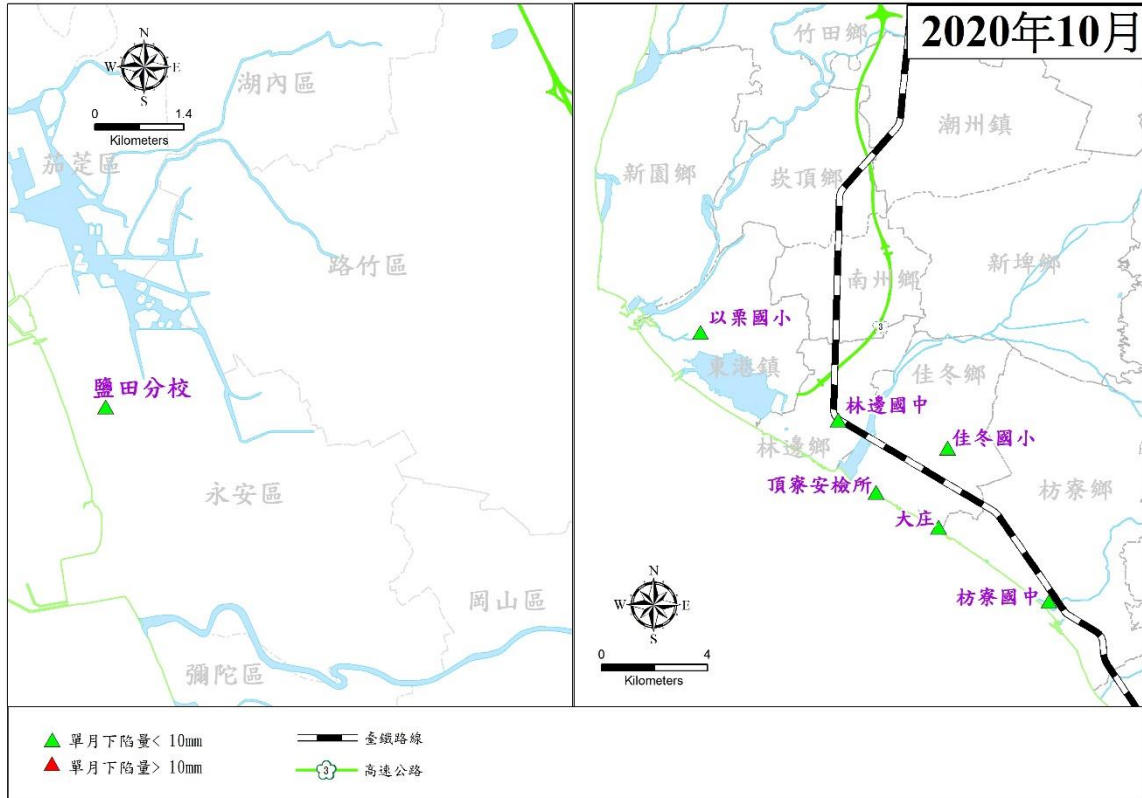 2020年10月
N
W
E
S
0
1.4
Kilometers
湖內區
茄萣區
路竹區
鹽田分校
永安區
岡山區
彌陀區
竹田鄉
潮州鎮
新園鄉
崁頂鄉
南州鄉
新埤鄉
以栗國小
3
東港鎮
佳冬鄉
林邊國中
林邊鄉
佳冬國小
頂寮安檢所
枋寮鄉
大庄
枋寮國中
N
W
E
S
0
4
Kilometers
單月下陷量< 10mm
單月下陷量> 10mm
臺鐵路線
3
高速公路